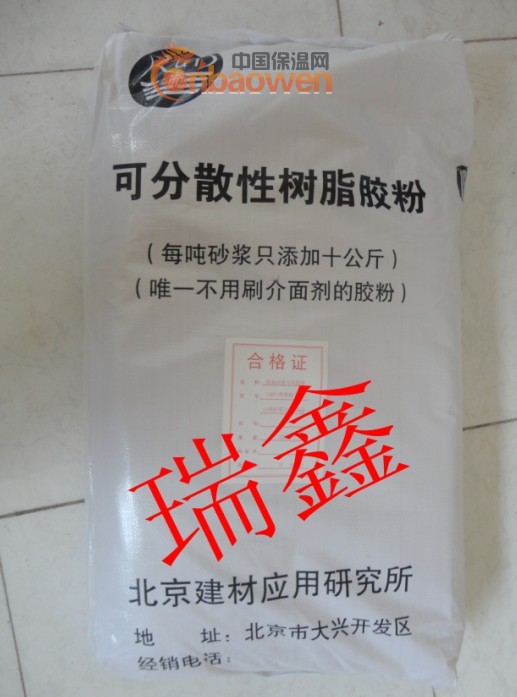 中国保温网
cnbaowen
可分散性树脂胶粉
（每吨砂浆只添加十公斤）
（唯一不用刷介面剂的胶粉）
合格证
瑞鑫
北京建材应用研究所
地 址：北京市大兴开发区
经销电话：